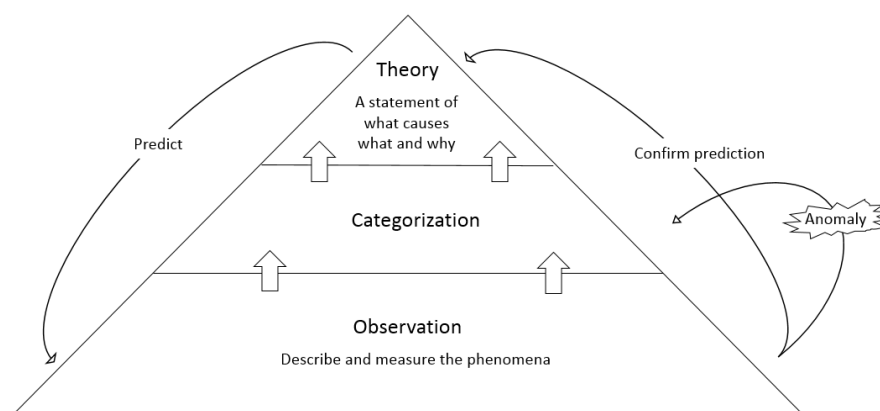 Theory
A statement of
what causes
what and why
Predict
Confirm prediction
Categorization
Anomaly
Observation
Describe and measure the phenomena